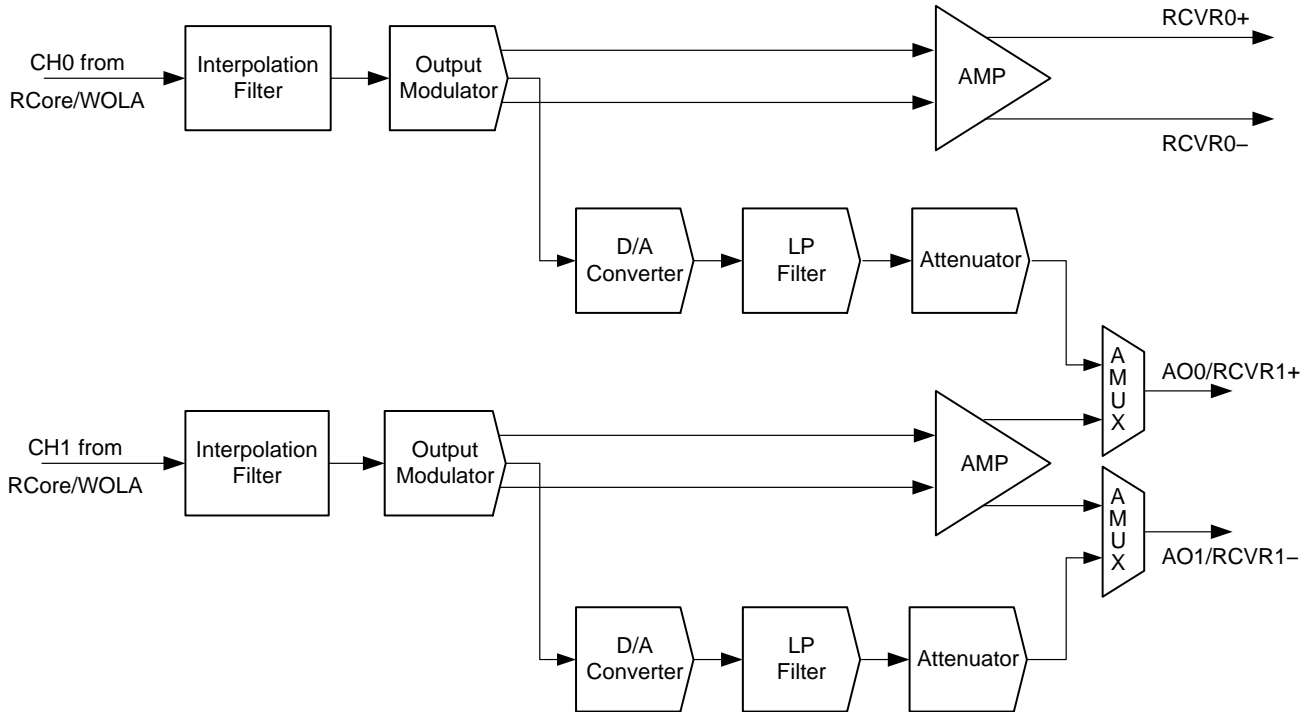 RCVR0+
CH0 from
RCore/WOLA
Interpolation
Filter
Output
Modulator
AMP
RCVR0–
D/A
Converter
LP
Filter
Attenuator
A
M
U
X
AO0/RCVR1+
CH1 from
RCore/WOLA
Interpolation
Filter
Output
Modulator
AMP
A
M
U
X
AO1/RCVR1–
D/A
Converter
LP
Filter
Attenuator